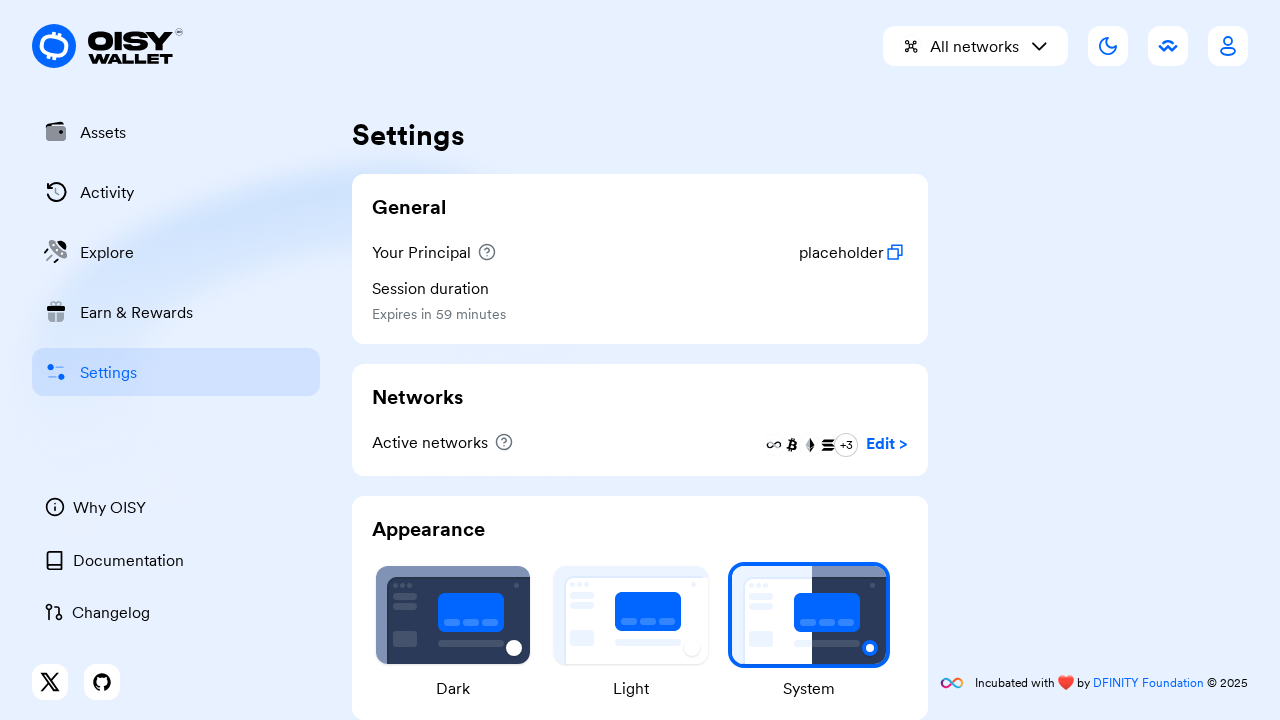 OISY
WALLET
All networks
Assets
Activity
Explore
Earn & Rewards
Settings
Why OISY
Documentation
Changelog
Settings
General
Your Principal
placeholder
Session duration
Expires in 59 minutes
Networks
Active networks
+3
Edit >
Appearance
Dark
Light
System
Incubated with ❤️ by DFINITY Foundation © 2025